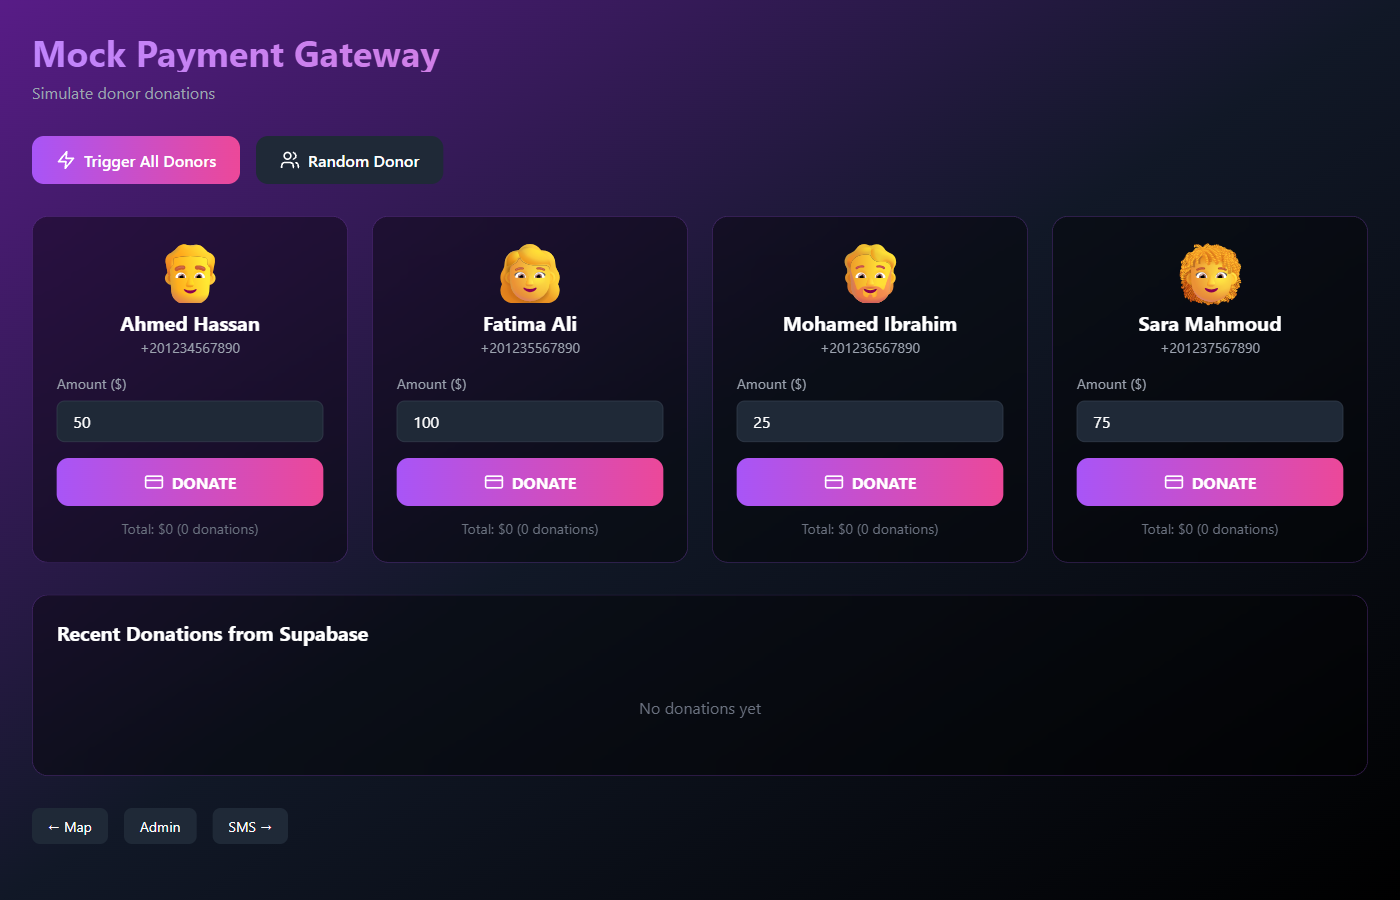 Mock Payment Gateway
Simulate donor donations
Trigger All Donors
Random Donor
Ahmed Hassan
+201234567890
Amount ($)
50
DONATE
Total: $0 (0 donations)
Fatima Ali
+201235567890
Amount ($)
100
DONATE
Total: $0 (0 donations)
Mohamed Ibrahim
+201236567890
Amount ($)
25
DONATE
Total: $0 (0 donations)
Sara Mahmoud
+201237567890
Amount ($)
75
DONATE
Total: $0 (0 donations)
Recent Donations from Supabase
No donations yet
← Map
Admin
SMS →